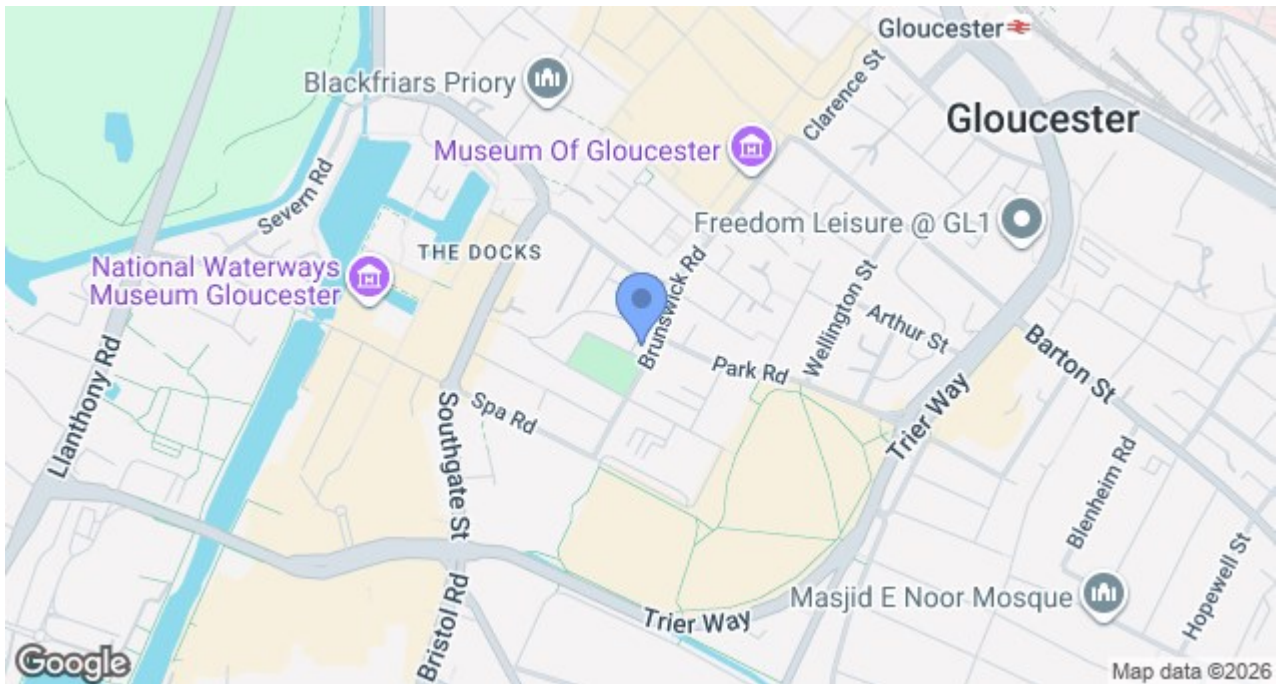 Gloucester
Blackfriars Priory
Clarence St
Gloucester
Museum Of Gloucester
Severn Rd
Freedom Leisure @ GL1
THE DOCKS
National Waterways
Museum Gloucester
Brunswick Rd
Wellington St
Arthur St
Barton St
Park Rd
Llanthony Rd
Spa Rd
Southgate St
Trier Way
Blenheim Rd
Hopewell St
Masjid E Noor Mosque
Trier Way
Bristol Rd
Google
Map data ©2026